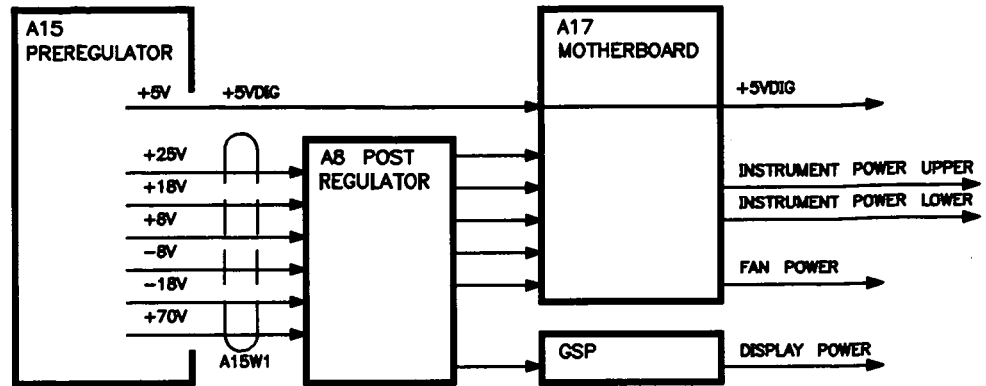 A15
PREREGULATOR
A17
MOTHERBOARD
+5V
+5VDIG
+5VDIG
+25V
+18V
+8V
-8V
-18V
+70V
A15W1
A8 POST
REGULATOR
INSTRUMENT POWER UPPER
INSTRUMENT POWER LOWER
FAN POWER
GSP
DISPLAY POWER